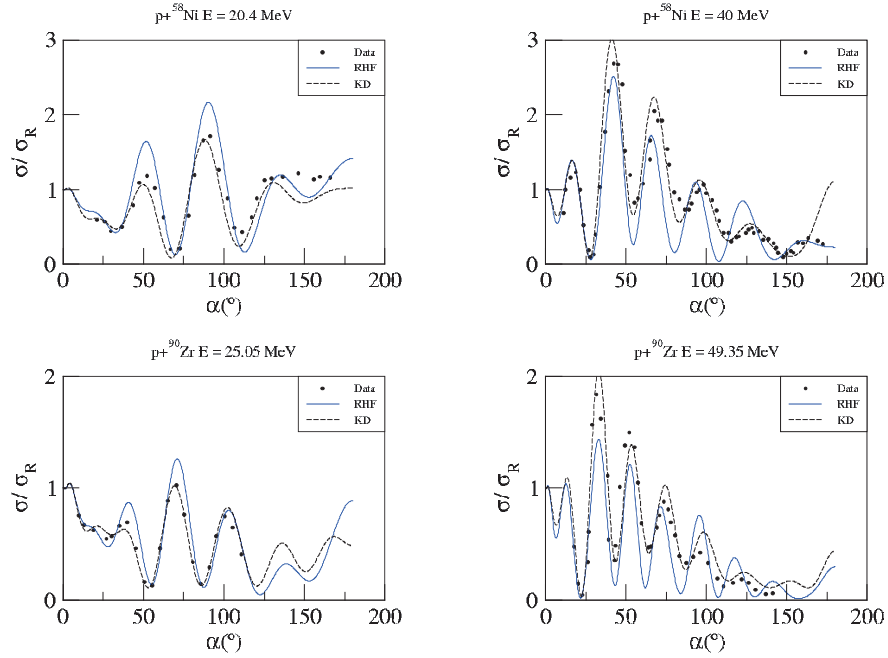 p+58Ni E = 20.4 MeV
3
2
1
0
σ/ σR
Data
RHF
KD
0 50 100 150 200
α(°)
p+58Ni E = 40 MeV
3
2
1
0
σ/ σR
Data
RHF
KD
0 50 100 150 200
α(°)
p+90Zr E = 25.05 MeV
2
1
0
σ/ σR
Data
RHF
KD
0 50 100 150 200
α(°)
p+90Zr E = 49.35 MeV
2
1
0
σ/ σR
Data
RHF
KD
0 50 100 150 200
α(°)